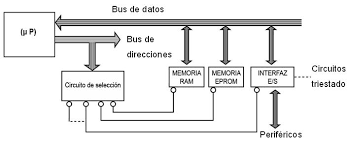 Bus de datos
(µ P)
Bus de
direcciones
Circuito de selección
MEMORIA
RAM
MEMORIA
EPROM
INTERFAZ
E/S
Circuitos
triestado
Periféricos